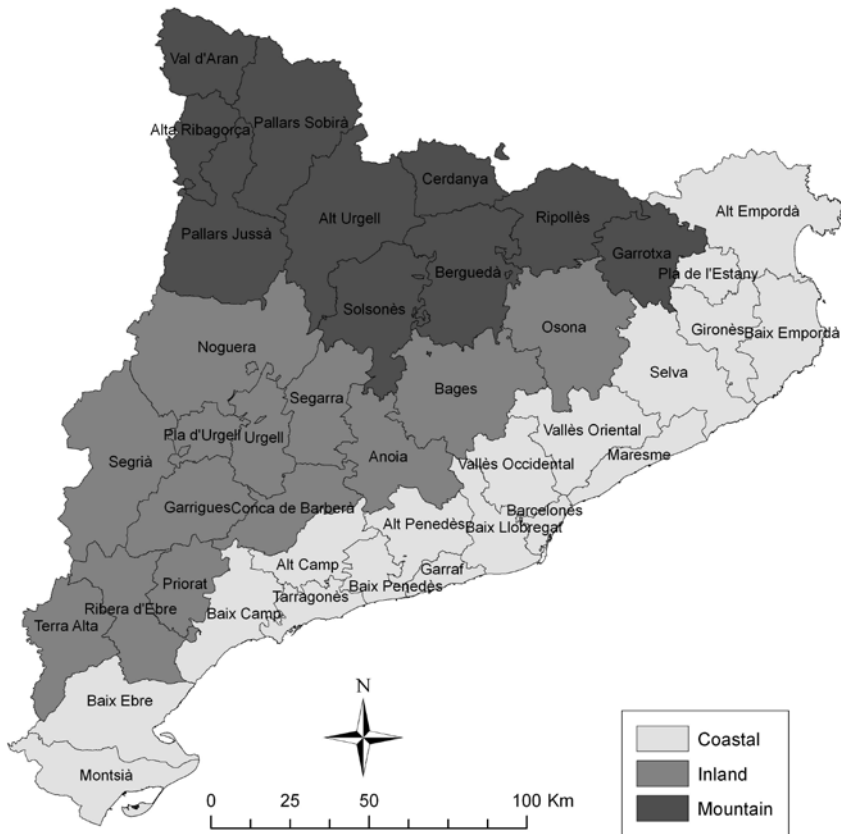 Val d'Aran
Alta Ribagorça
Pallars Sobirà
Cerdanya
Alt Empordà
Pallars Jussà
Alt Urgell
Ripollès
Garrotxa
Berguedà
Pla de l'Estany
Solsonès
Osona
Gironès
Baix Empordà
Noguera
Selva
Bages
Segarra
Vallès Oriental
Pla d'Urgell
Urgell
Anoia
Maresme
Segrià
Vallès Occidental
Garrigues
Conca de Barberà
Barcelonès
Alt Penedès
Baix Llobregat
Alt Camp
Garraf
Priorat
Baix Penedès
Tarragonès
Ribera d'Ebre
Baix Camp
Terra Alta
Baix Ebre
N
Montsià
Coastal
Inland
Mountain
0 25 50 100 Km